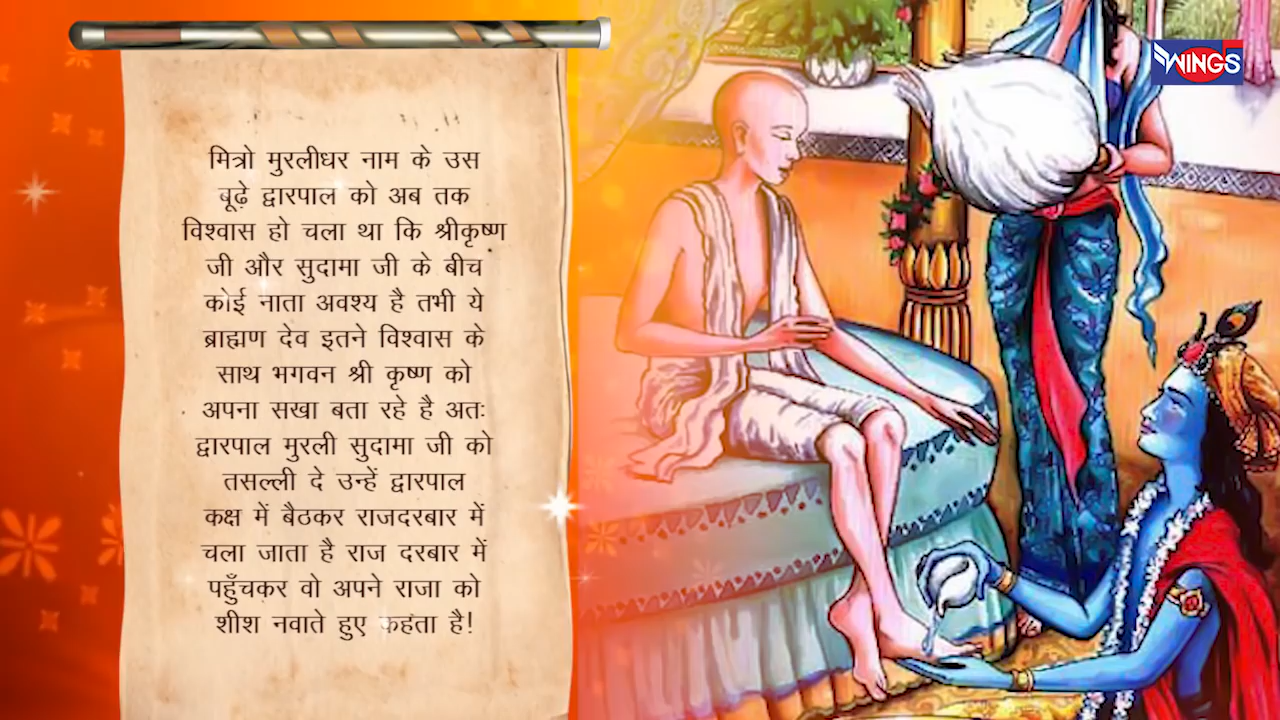 मित्रो मुरलीधर नाम के उस
बूढ़े द्वारपाल को अब तक
विश्वास हो चला था कि श्रीकृष्ण
जी और सुदामा जी के बीच
कोई नाता अवश्य है तभी ये
ब्राह्मण देव इतने विश्वास के
साथ भगवन श्री कृष्ण को
अपना सखा बता रहे है अतः
द्वारपाल मुरली सुदामा जी को
तसल्ली दे उन्हें द्वारपाल
कक्ष में बैठकर राजदरबार में
चला जाता है राज दरबार में
पहुँचकर वो अपने राजा को
शीश नवाते हुए कहता है!
WINGS